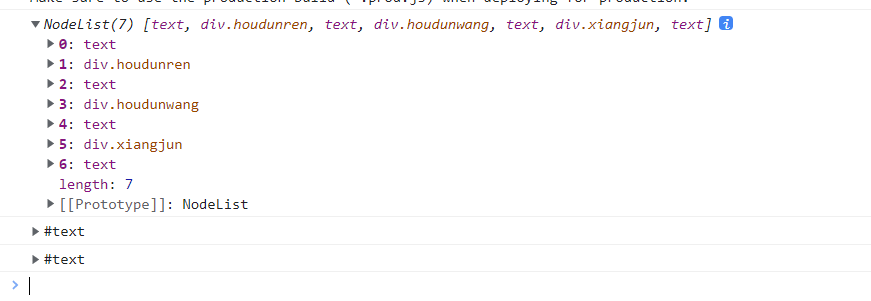 Make sure to use the production build (*.prod.js) when deploying for production.
NodeList(7) [text, div.houdunren, text, div.houdunwang, text, div.xiangjun, text] i
0: text
1: div.houdunren
2: text
3: div.houdunwang
4: text
5: div.xiangjun
6: text
length: 7
[[Prototype]]: NodeList
#text
#text